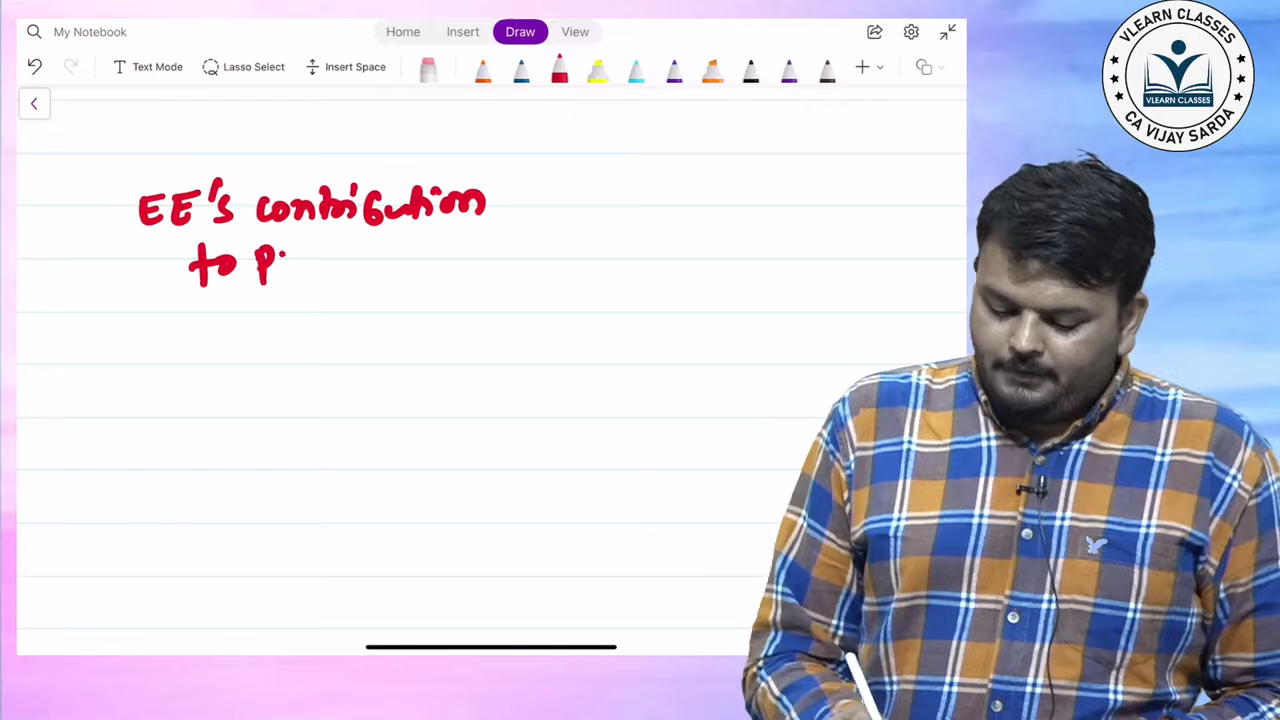 My Notebook
Home Insert Draw View
Text Mode Lasso Select Insert Space
EE's contribution
to P.
VLEARN CLASSES
VLEARN CLASSES
CA VIJAY SARDA